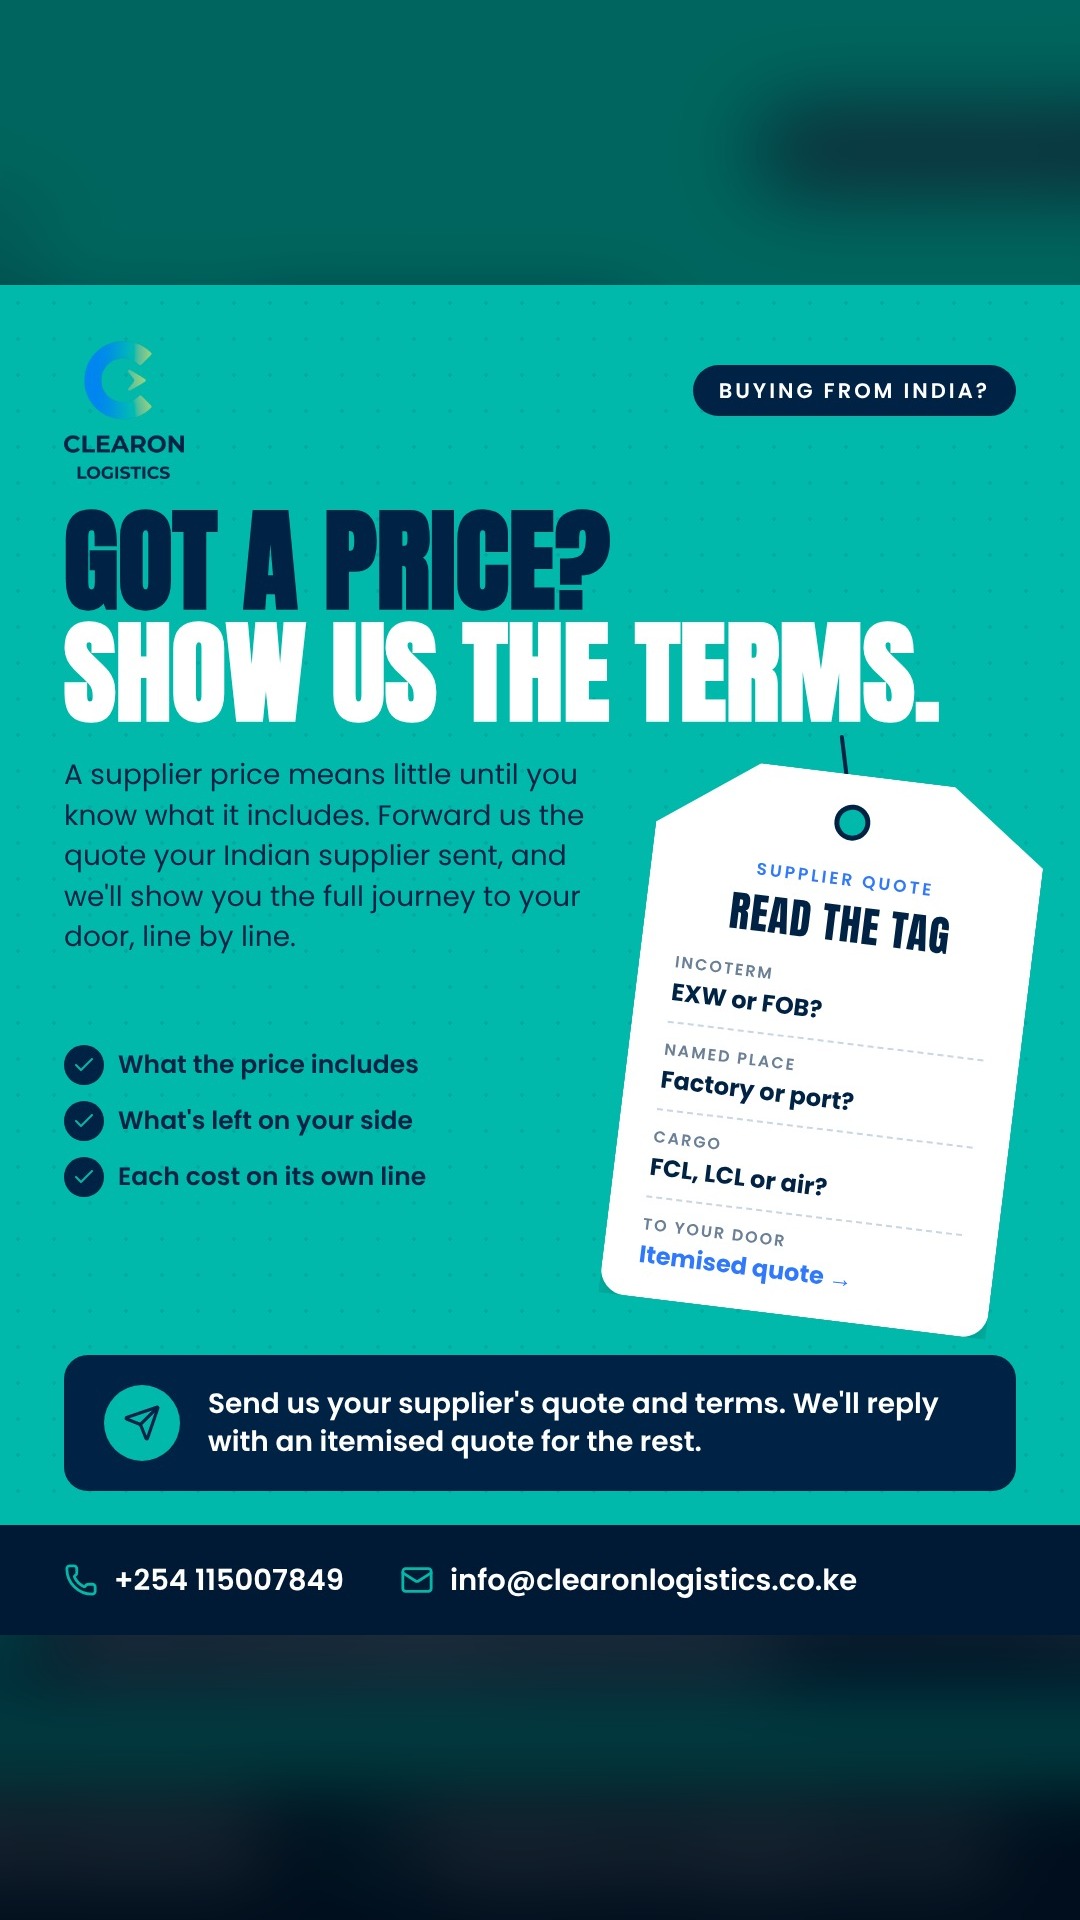 CLEARON
LOGISTICS
BUYING FROM INDIA?
GOT A PRICE?
SHOW US THE TERMS.
A supplier price means little until you
know what it includes. Forward us the
quote your Indian supplier sent, and
we'll show you the full journey to your
door, line by line.
What the price includes
What's left on your side
Each cost on its own line
SUPPLIER QUOTE
READ THE TAG
INCOTERM
EXW or FOB?
NAMED PLACE
Factory or port?
CARGO
FCL, LCL or air?
TO YOUR DOOR
Itemised quote →
Send us your supplier's quote and terms. We'll reply
with an itemised quote for the rest.
+254 115007849
info@clearonlogistics.co.ke